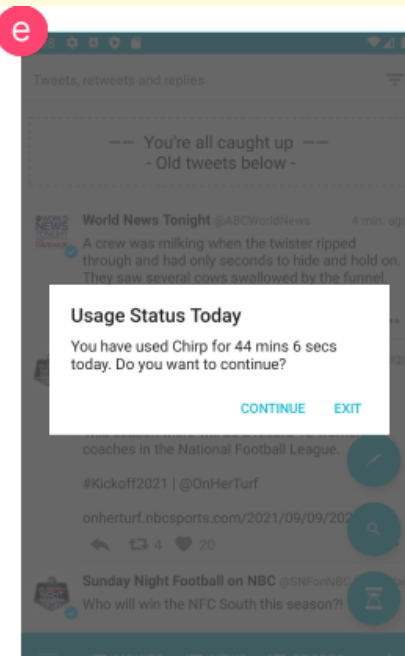 e
Tweets, retweets and replies
—— You're all caught up ——
- Old tweets below -
World News Tonight @ABCWorldNews 4 min. ago
A crew was milking when the twister ripped
through and had only seconds to hide and hold on.
They saw several cows swallowed by the funnel.
Usage Status Today
You have used Chirp for 44 mins 6 secs
today. Do you want to continue?
CONTINUE EXIT
coaches in the National Football League.
#Kickoff2021 | @OnHerTurf
onherturf.nbcsports.com/2021/09/09/202
4 20
Sunday Night Football on NBC @SNFonNBC
Who will win the NFC South this season?!